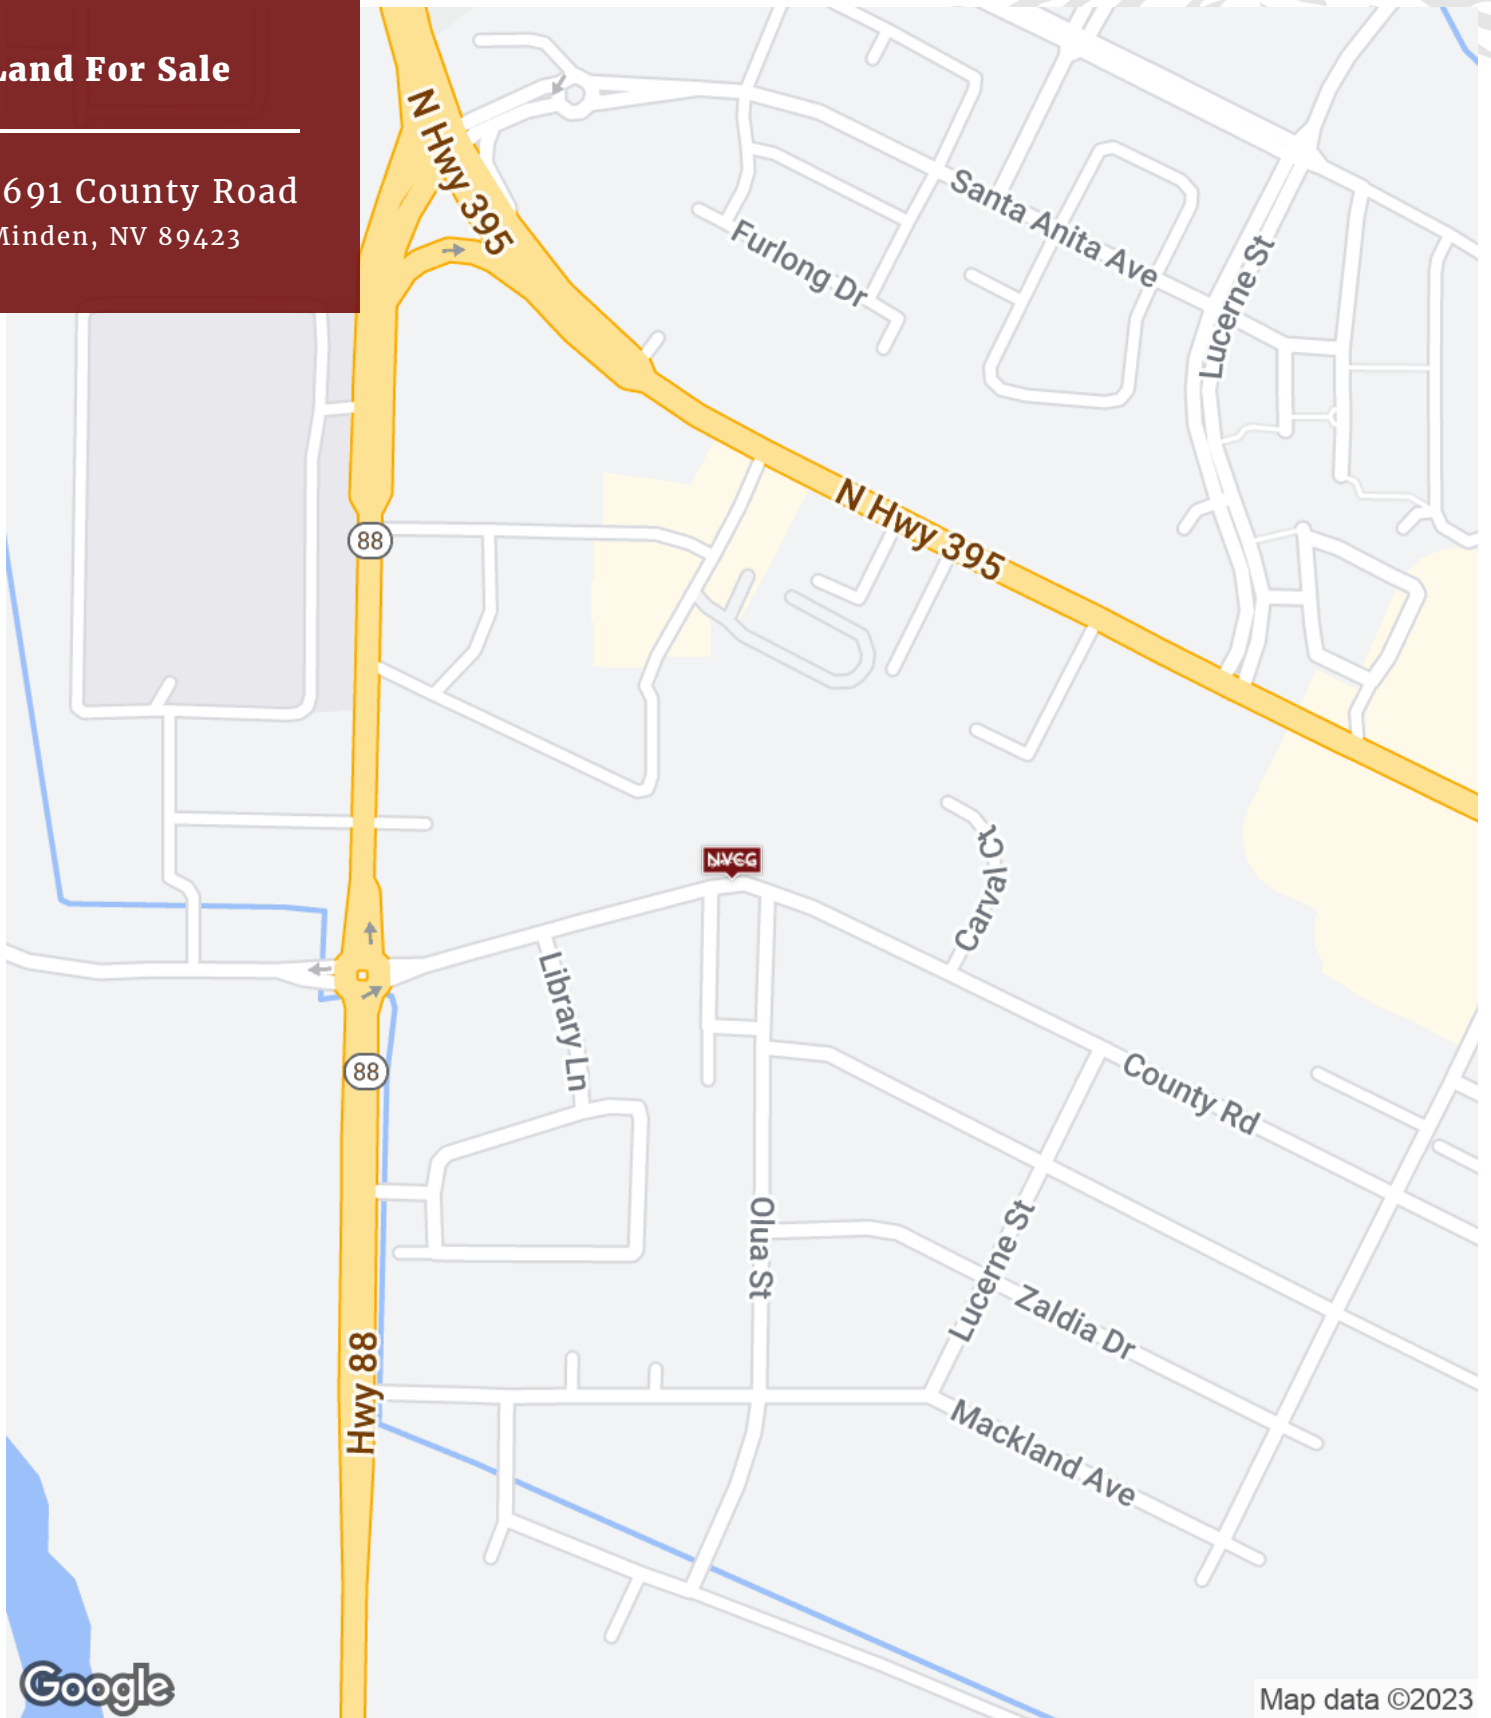 Land For Sale
691 County Road
Minden, NV 89423
N Hwy 395
Santa Anita Ave
Furlong Dr
Lucerne St
N Hwy 395
88
NVCG
Carval Ct
Library Ln
88
County Rd
Olua St
Lucerne St
Zaldia Dr
Hwy 88
Mackland Ave
Google
Map data ©2023